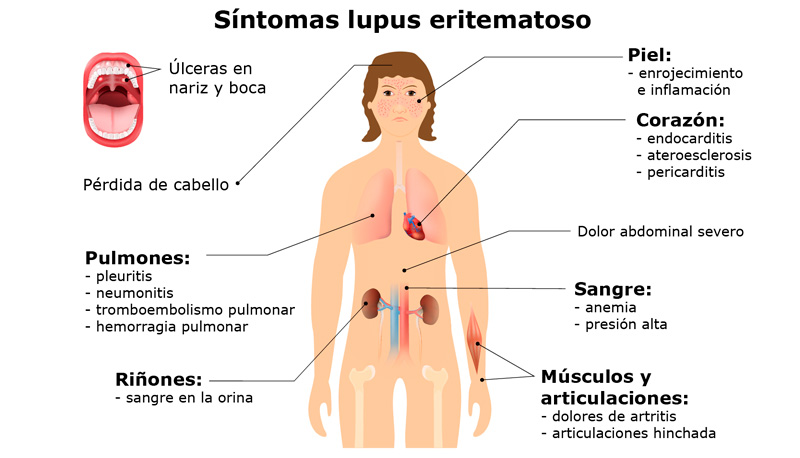 Síntomas lupus eritematoso
Úlceras en
nariz y boca
Pérdida de cabello
Pulmones:
- pleuritis
- neumonitis
- tromboembolismo pulmonar
- hemorragia pulmonar
Riñones:
- sangre en la orina
Piel:
- enrojecimiento
e inflamación
Corazón:
- endocarditis
- ateroesclerosis
- pericarditis
Dolor abdominal severo
Sangre:
- anemia
- presión alta
Músculos y
articulaciones:
- dolores de artritis
- articulaciones hinchada